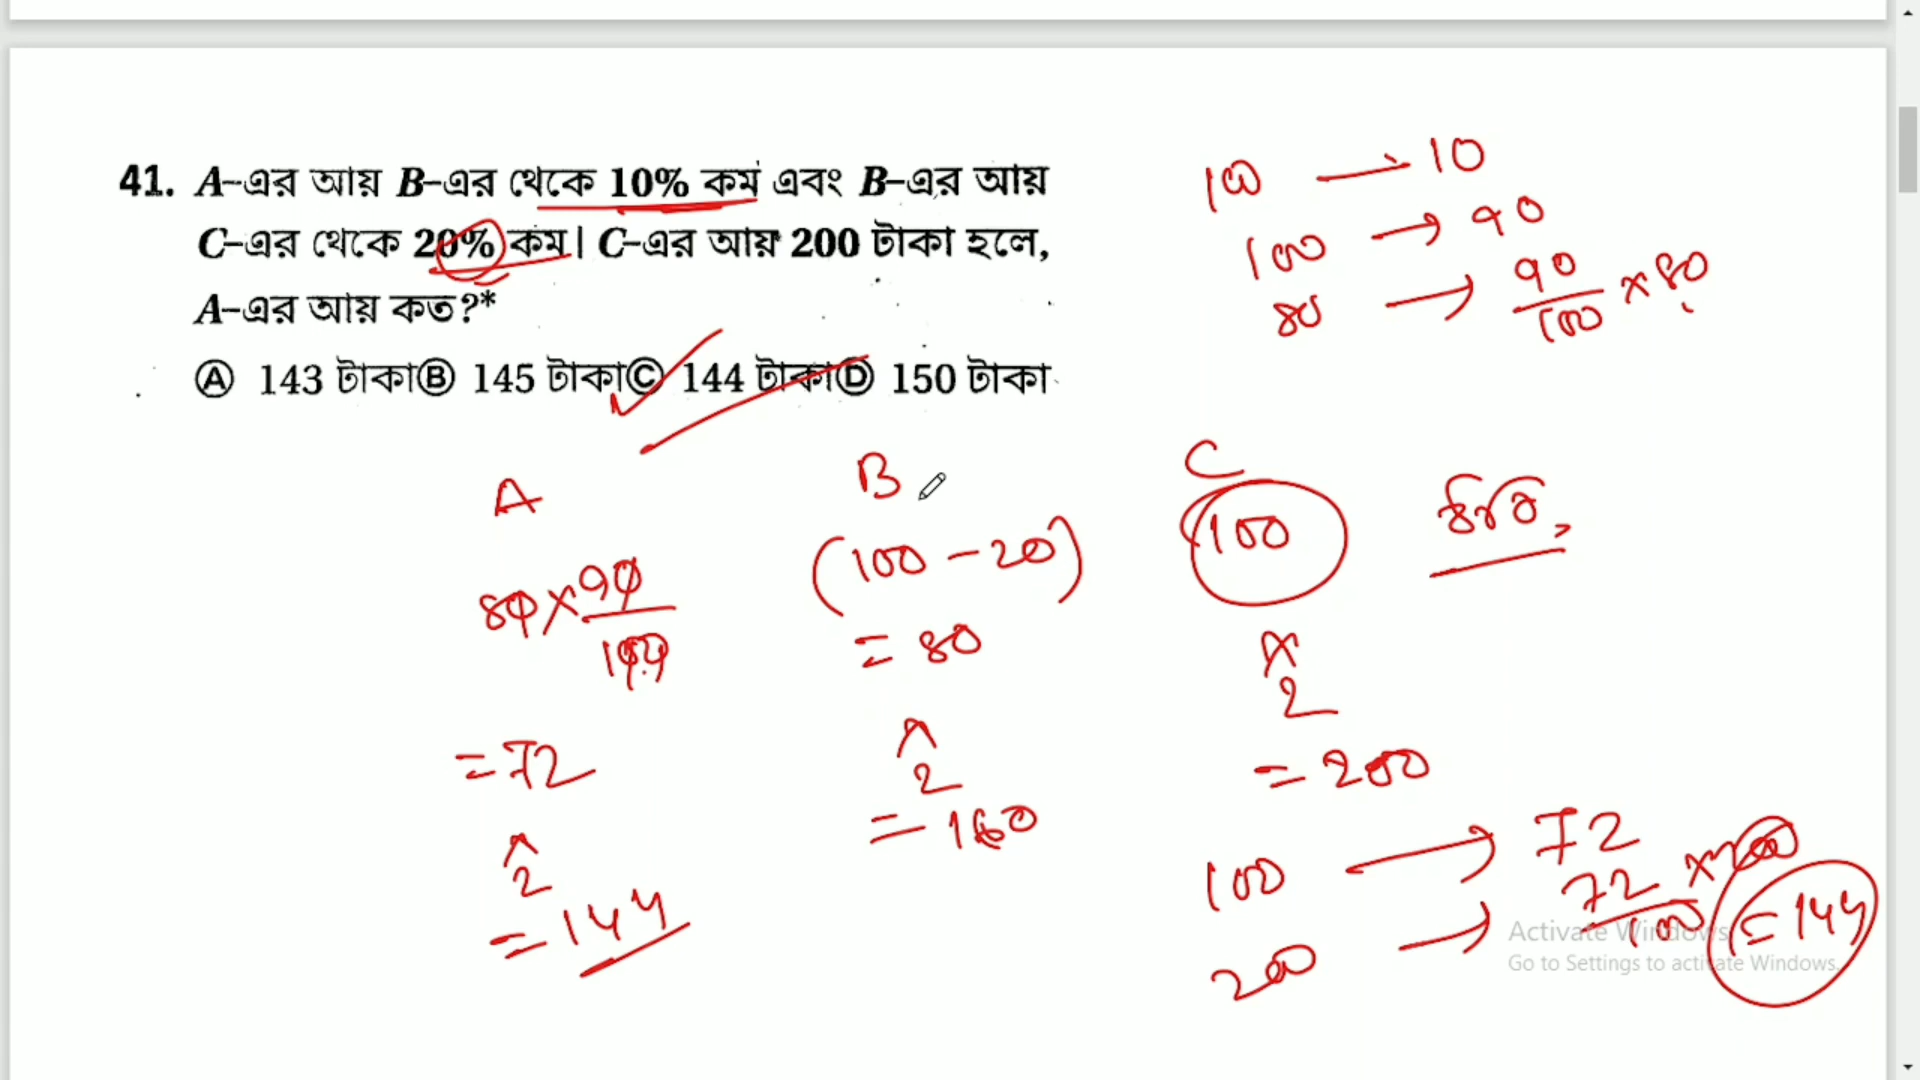 41. A-এর আয় B-এর থেকে 10% কম এবং B-এর আয়
C-এর থেকে 20% কম। C-এর আয় 200 টাকা হলে,
A-এর আয় কত?*
Ⓐ 143 টাকা Ⓑ 145 টাকা Ⓒ 144 টাকা Ⓓ 150 টাকা
100 → 10
100 → 90
80 → 90/100 × 80
A
80 × 90/100
= 72
× 2
= 144
B
(100 - 20)
= 80
× 2
= 160
C
100
× 2
= 200
100 → 72
200 → 72/100 × 200
= 144
Activate Windows
Go to Settings to activate Windows.